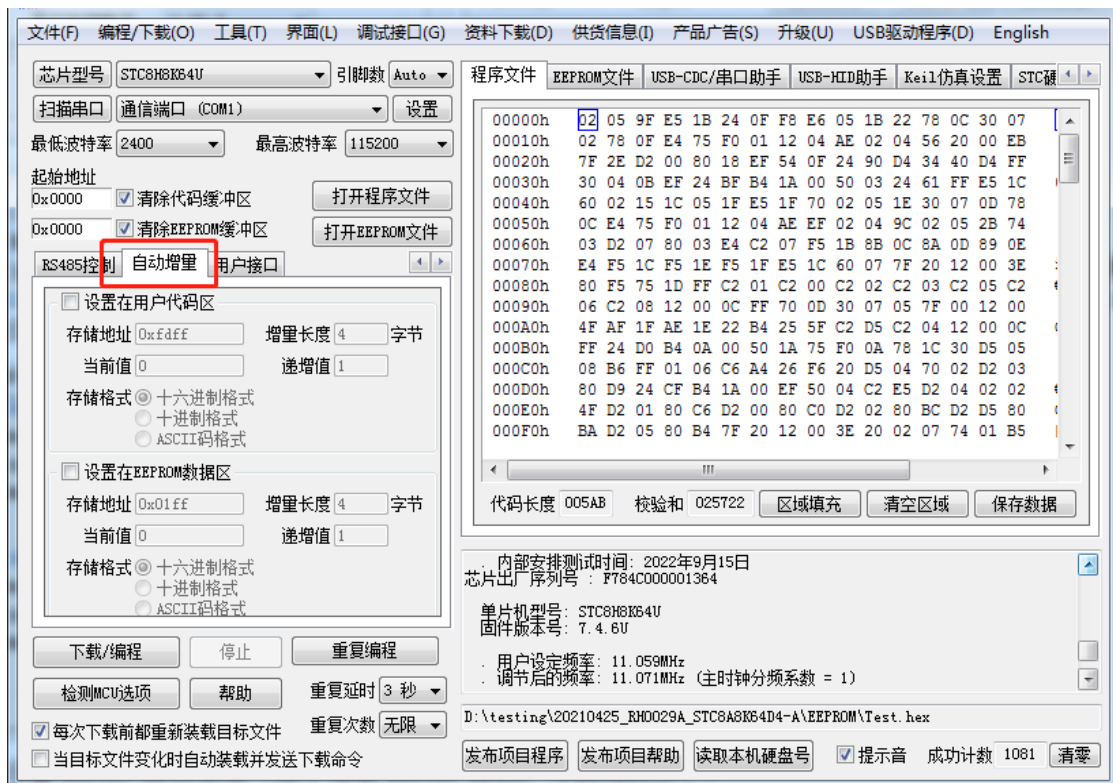 文件(F) 编程/下载(O) 工具(T) 界面(L) 调试接口(G) 资料下载(D) 供货信息(I) 产品广告(S) 升级(U) USB驱动程序(D) English
芯片型号 STC8H8K64U 引脚数 Auto
扫描串口 通信端口 (COM1) 设置
最低波特率 2400 最高波特率 115200
起始地址
0x0000 清除代码缓冲区 打开程序文件
0x0000 清除EEPROM缓冲区 打开EEPROM文件
RS485控制 自动增量 用户接口
设置在用户代码区
存储地址 0xfdff 增量长度 4 字节
当前值 0 递增值 1
存储格式 十六进制格式
十进制格式
ASCII码格式
设置在EEPROM数据区
存储地址 0x01ff 增量长度 4 字节
当前值 0 递增值 1
存储格式 十六进制格式
十进制格式
ASCII码格式
下载/编程 停止 重复编程
检测MCU选项 帮助 重复延时 3 秒
每次下载前都重新装载目标文件 重复次数 无限
当目标文件变化时自动装载并发送下载命令
程序文件 EEPROM文件 USB-CDC/串口助手 USB-HID助手 Keil仿真设置 STC硬
00000h 02 05 9F E5 1B 24 0F F8 E6 05 1B 22 78 0C 30 07
00010h 02 78 0F E4 75 F0 01 12 04 AE 02 04 56 20 00 EB
00020h 7F 2E D2 00 80 18 EF 54 0F 24 90 D4 34 40 D4 FF
00030h 30 04 0B EF 24 BF B4 1A 00 50 03 24 61 FF E5 1C
00040h 60 02 15 1C 05 1F E5 1F 70 02 05 1E 30 07 0D 78
00050h 0C E4 75 F0 01 12 04 AE EF 02 04 9C 02 05 2B 74
00060h 03 D2 07 80 03 E4 C2 07 F5 1B 8B 0C 8A 0D 89 0E
00070h E4 F5 1C F5 1E F5 1F E5 1C 60 07 7F 20 12 00 3E
00080h 80 F5 75 1D FF C2 01 C2 00 C2 02 C2 03 C2 05 C2
00090h 06 C2 08 12 00 0C FF 70 0D 30 07 05 7F 00 12 00
000A0h 4F AF 1F AE 1E 22 B4 25 5F C2 D5 C2 04 12 00 0C
000B0h FF 24 D0 B4 0A 00 50 1A 75 F0 0A 78 1C 30 D5 05
000C0h 08 B6 FF 01 06 C6 A4 26 F6 20 D5 04 70 02 D2 03
000D0h 80 D9 24 CF B4 1A 00 EF 50 04 C2 E5 D2 04 02 02
000E0h 4F D2 01 80 C6 D2 00 80 C0 D2 02 80 BC D2 D5 80
000F0h BA D2 05 80 B4 7F 20 12 00 3E 20 02 07 74 01 B5
代码长度 005AB 校验和 025722 区域填充 清空区域 保存数据
. 内部安排测试时间: 2022年9月15日
芯片出厂序列号 : F784C000001364
单片机型号: STC8H8K64U
固件版本号: 7.4.6U
. 用户设定频率: 11.059MHz
. 调节后的频率: 11.071MHz (主时钟分频系数 = 1)
D:\testing\20210425_RH0029A_STC8A8K64D4-A\EEPROM\Test.hex
发布项目程序 发布项目帮助 读取本机硬盘号 提示音 成功计数 1081 清零